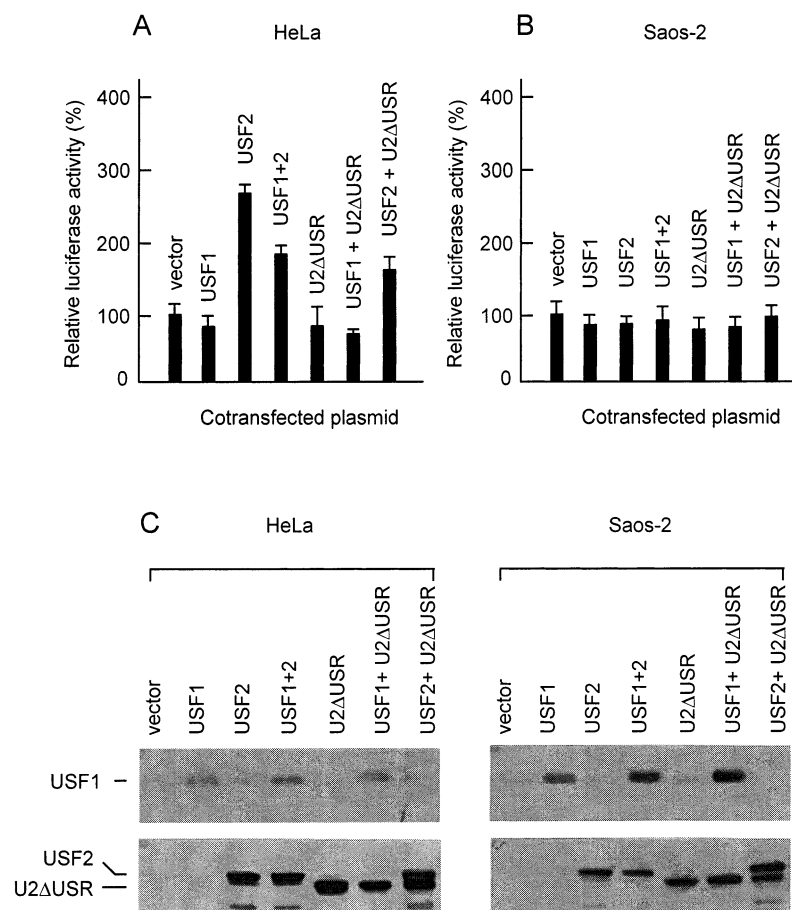 A
HeLa
Relative luciferase activity (%)
400
300
200
100
0
vector
USF1
USF2
USF1+2
U2ΔUSR
USF1 + U2ΔUSR
USF2 + U2ΔUSR
Cotransfected plasmid
B
Saos-2
Relative luciferase activity (%)
400
300
200
100
0
vector
USF1
USF2
USF1+2
U2ΔUSR
USF1 + U2ΔUSR
USF2 + U2ΔUSR
Cotransfected plasmid
C
HeLa
vector
USF1
USF2
USF1+2
U2ΔUSR
USF1+ U2ΔUSR
USF2+ U2ΔUSR
Saos-2
vector
USF1
USF2
USF1+2
U2ΔUSR
USF1+ U2ΔUSR
USF2+ U2ΔUSR
USF1
USF2
U2ΔUSR